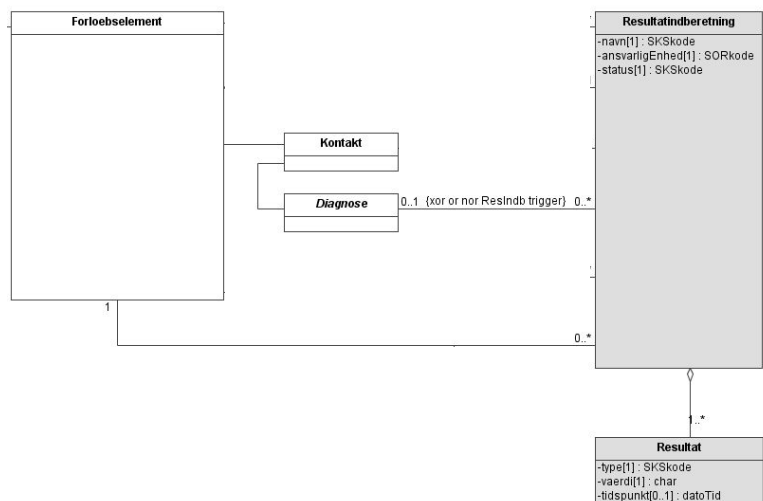 Forloebselement
Resultatindberetning
-navn[1] : SKSkode
-ansvarligEnhed[1] : SORkode
-status[1] : SKSkode
Kontakt
Diagnose
0..1 {xor or nor ResIndb trigger} 0..*
1
0..*
1..*
Resultat
-type[1] : SKSkode
-vaerdi[1] : char
-tidspunkt[0..1] : datoTid